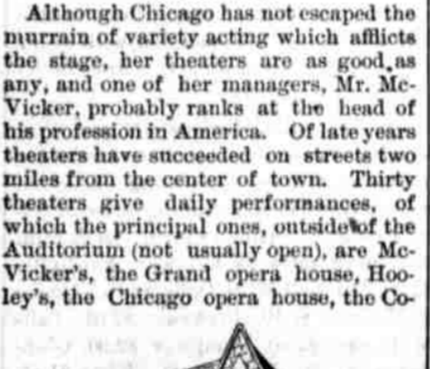 Although Chicago has not escaped the
murrain of variety acting which afflicts
the stage, her theaters are as good as
any, and one of her managers, Mr. Mc-
Vicker, probably ranks at the head of
his profession in America. Of late years
theaters have succeeded on streets two
miles from the center of town. Thirty
theaters give daily performances, of
which the principal ones, outside of the
Auditorium (not usually open), are Mc-
Vicker's, the Grand opera house, Hoo-
ley's, the Chicago opera house, the Co-